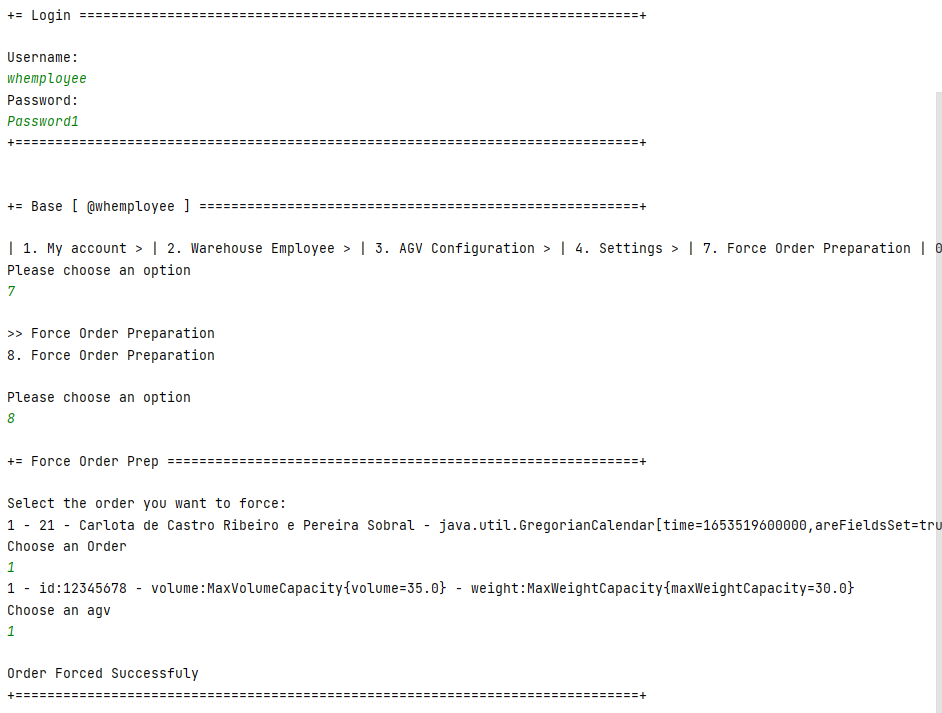 += Login ======================================================================+
Username:
whemployee
Password:
Password1
+==============================================================================+
+= Base [ @whemployee ] =======================================================+
| 1. My account > | 2. Warehouse Employee > | 3. AGV Configuration > | 4. Settings > | 7. Force Order Preparation | 0
Please choose an option
7
>> Force Order Preparation
8. Force Order Preparation
Please choose an option
8
+= Force Order Prep ===========================================================+
Select the order you want to force:
1 - 21 - Carlota de Castro Ribeiro e Pereira Sobral - java.util.GregorianCalendar[time=1653519600000,areFieldsSet=tru
Choose an Order
1
1 - id:12345678 - volume:MaxVolumeCapacity{volume=35.0} - weight:MaxWeightCapacity{maxWeightCapacity=30.0}
Choose an agv
1
Order Forced Successfuly
+==============================================================================+